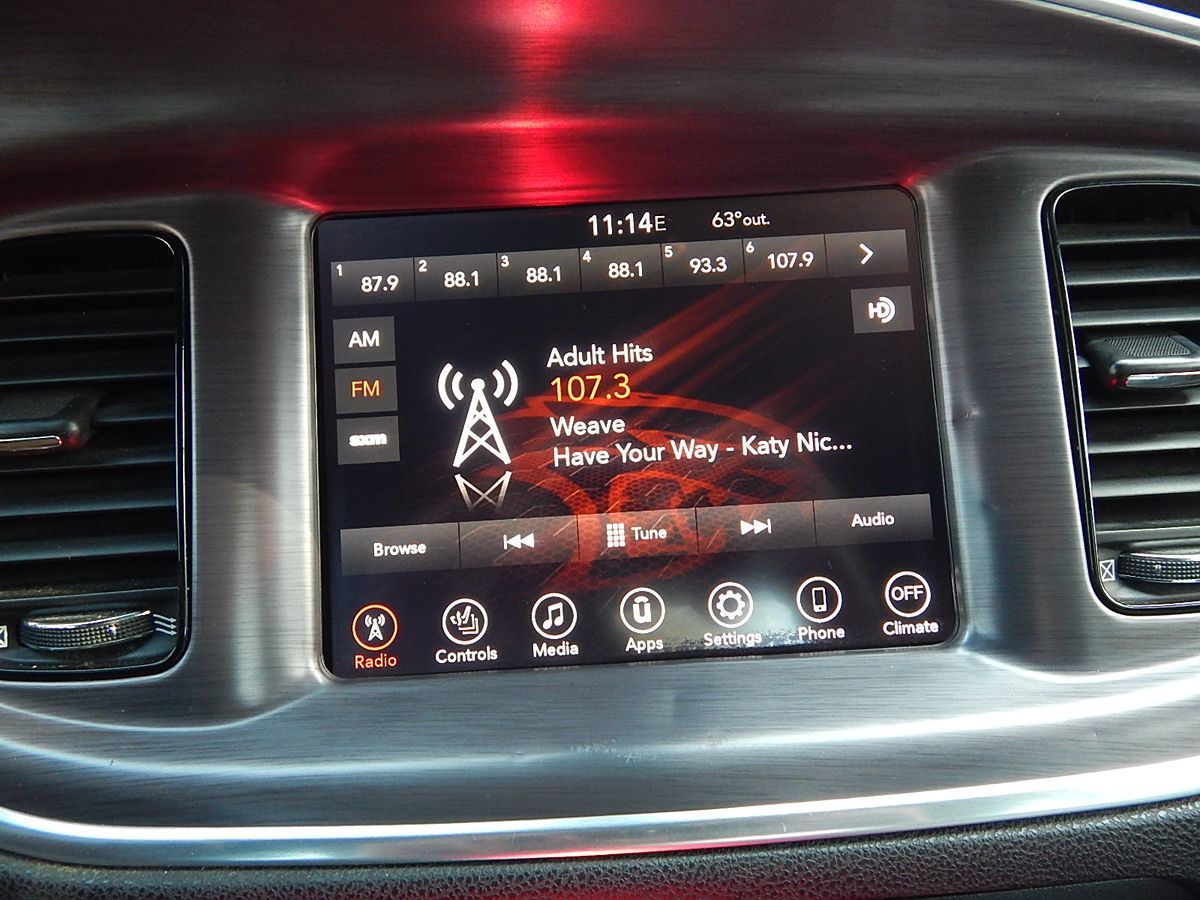 11:14E 63°out.
1 87.9 2 88.1 3 88.1 4 88.1 5 93.3 6 107.9
HD
AM
FM
sxm
Adult Hits
107.3
Weave
Have Your Way - Katy Nic...
Browse Tune Audio
OFF
Radio Controls Media Apps Settings Phone Climate